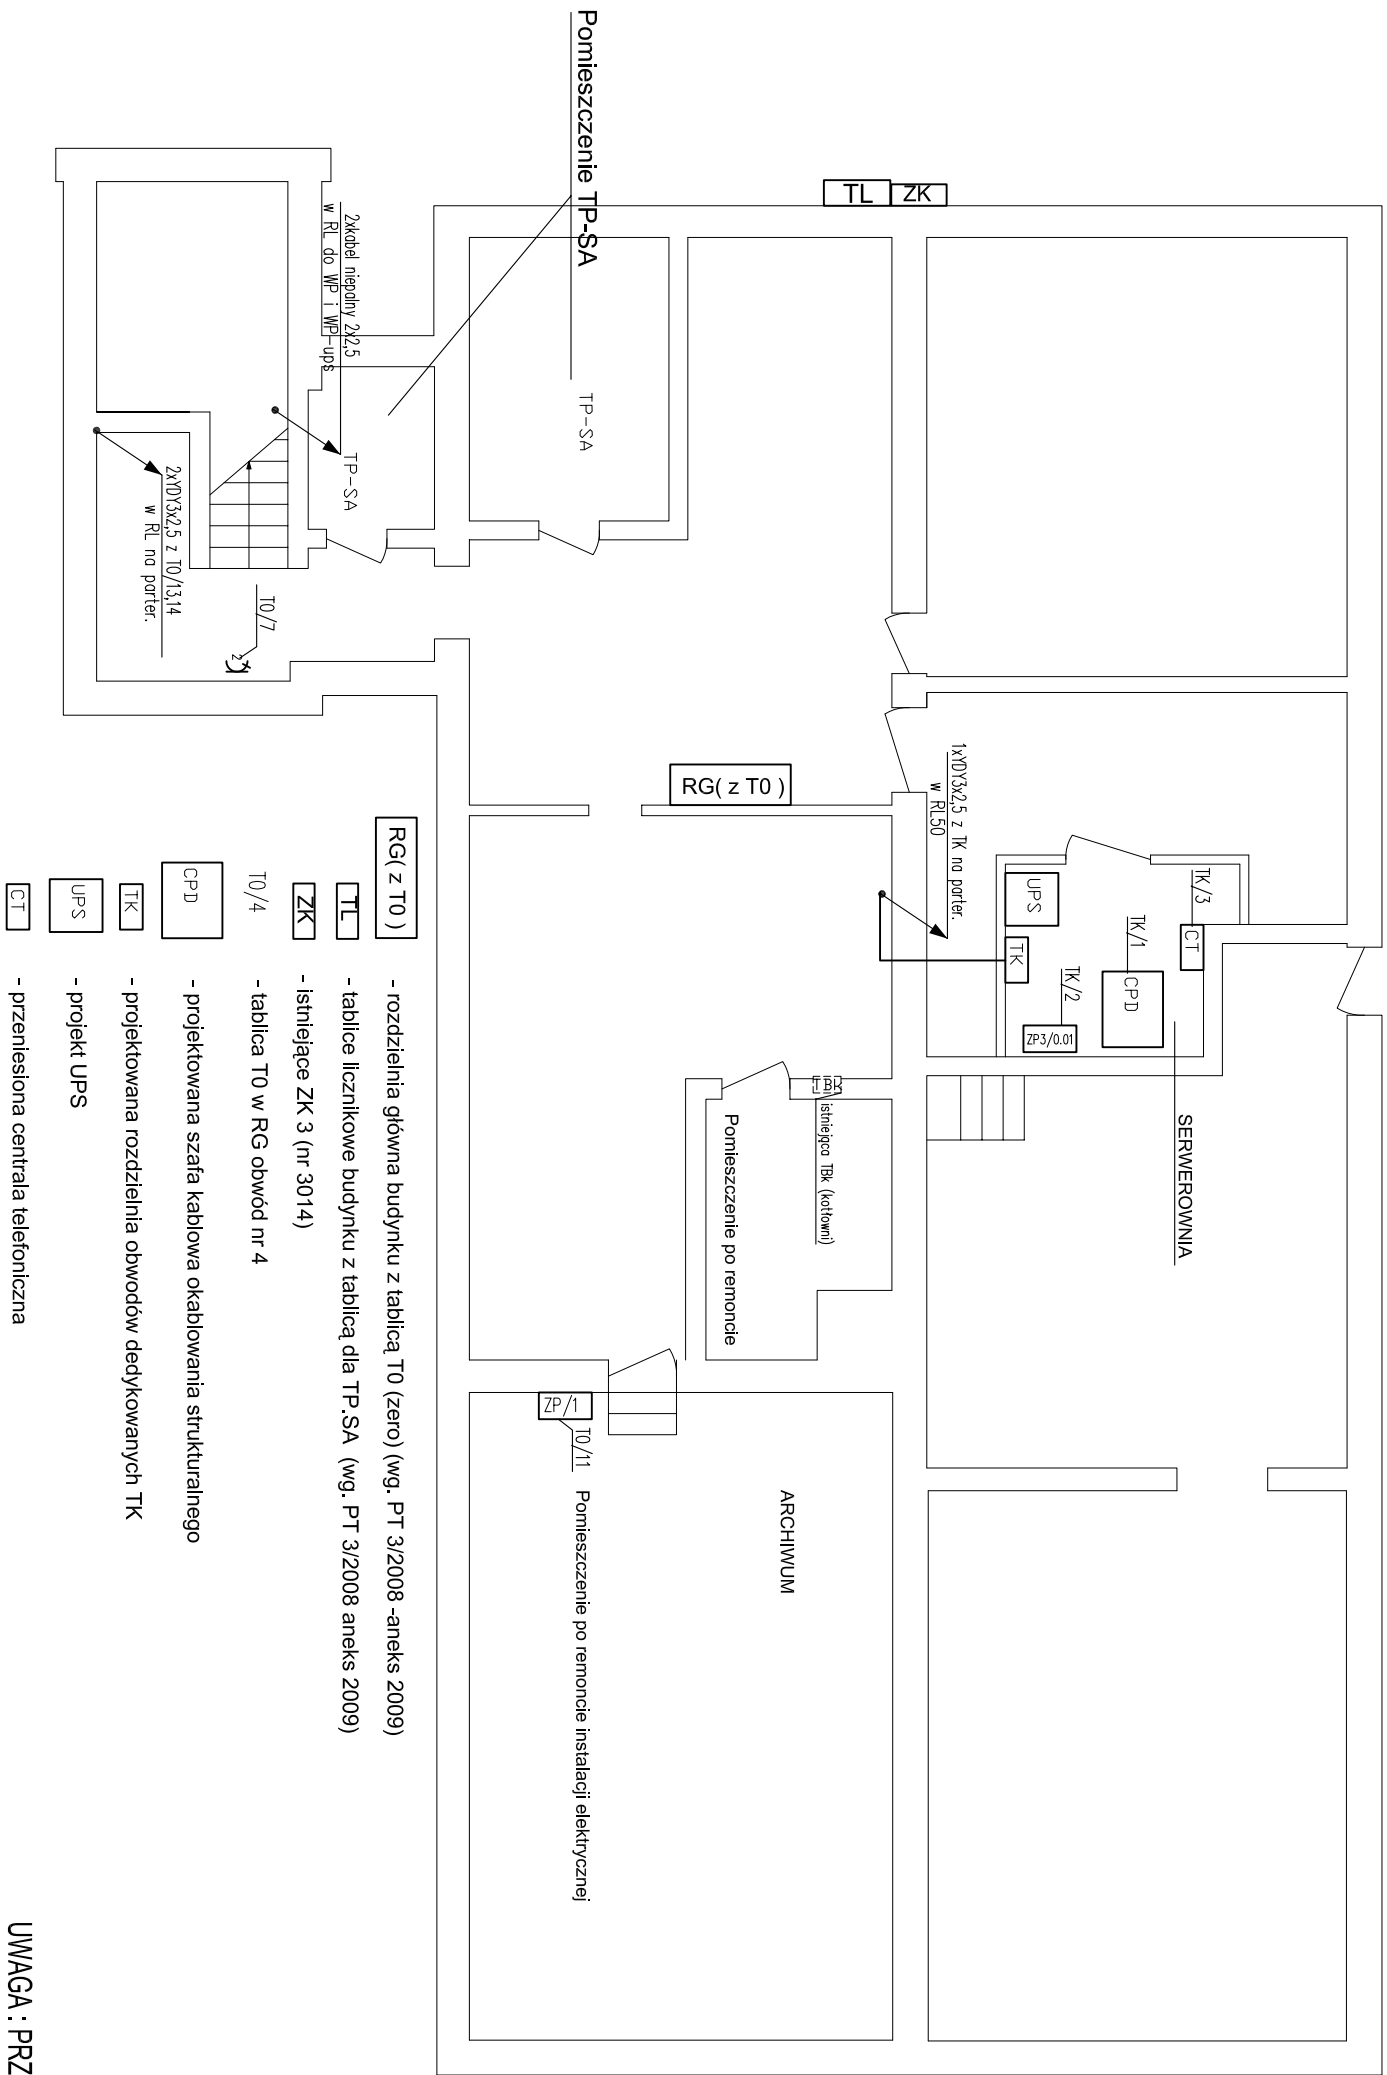 Pomieszczenie TP-SA
TL
ZK
2xkabel niepalny 2x2,5
w RL do WP i WP-ups
TP-SA
TP-SA
2xYDY3x2,5 z T0/13,14
w RL na parter.
T0/7
2
RG( z T0 )
1xYDY3x2,5 z TK na parter.
w RL50
UPS
TK
TK/3
CT
TK/1
CPD
TK/2
ZP3/0.01
SERWEROWNIA
TBK
istniejąca TBk (kotłowni)
Pomieszczenie po remoncie
ZP/1
T0/11
Pomieszczenie po remoncie instalacji elektrycznej
ARCHIWUM
RG( z T0 ) - rozdzielnia główna budynku z tablicą T0 (zero) (wg. PT 3/2008 -aneks 2009)
TL - tablice licznikowe budynku z tablicą dla TP.SA (wg. PT 3/2008 aneks 2009)
ZK - istniejące ZK 3 (nr 3014)
T0/4 - tablica T0 w RG obwód nr 4
CPD - projektowana szafa kablowa okablowania strukturalnego
TK - projektowana rozdzielnia obwodów dedykowanych TK
UPS - projekt UPS
CT - przeniesiona centrala telefoniczna
UWAGA : PRZ